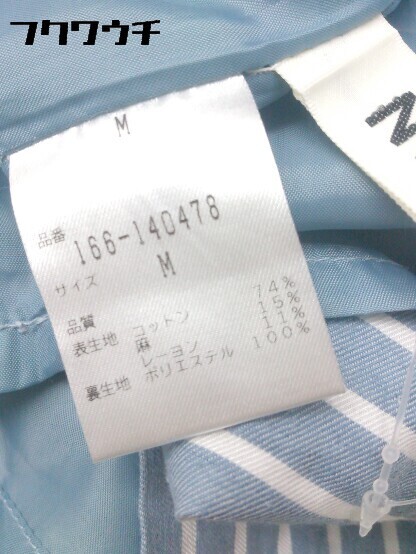 フクワウチ
M
品番 166-140478
サイズ M
品質
表生地 コットン 74%
麻 15%
レーヨン 11%
裏生地 ポリエステル 100%